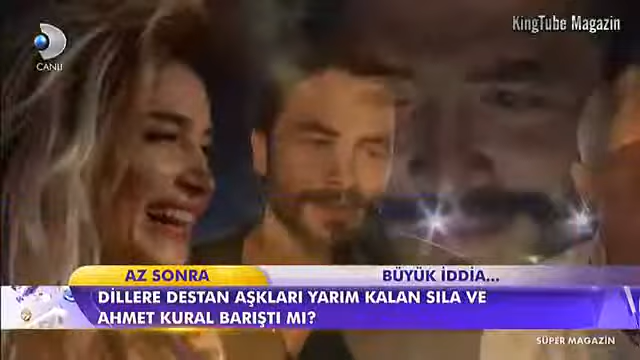 KingTube Magazin
CANLI
AZ SONRA
BÜYÜK İDDİA...
DİLLERE DESTAN AŞKLARI YARIM KALAN SILA VE
AHMET KURAL BARIŞTI MI?
SÜPER MAGAZİN